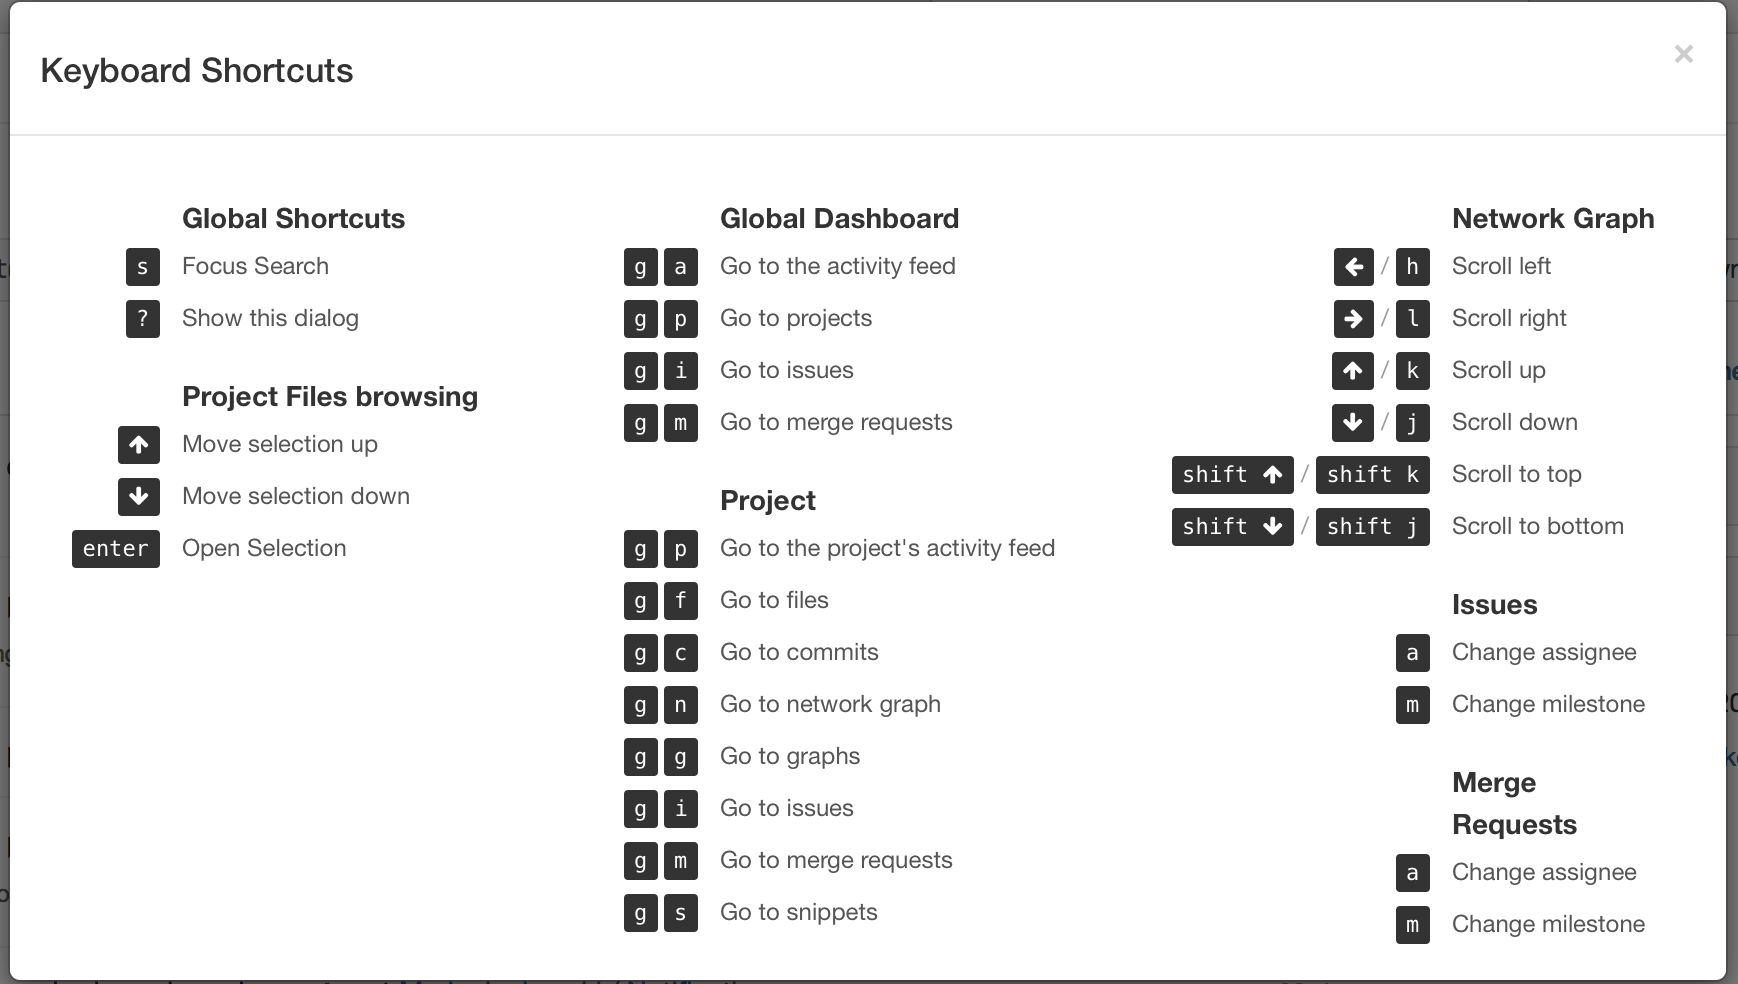 Keyboard Shortcuts
×
Global Shortcuts
s Focus Search
? Show this dialog
Project Files browsing
↑ Move selection up
↓ Move selection down
enter Open Selection
Global Dashboard
g a Go to the activity feed
g p Go to projects
g i Go to issues
g m Go to merge requests
Project
g p Go to the project's activity feed
g f Go to files
g c Go to commits
g n Go to network graph
g g Go to graphs
g i Go to issues
g m Go to merge requests
g s Go to snippets
Network Graph
← / h Scroll left
→ / l Scroll right
↑ / k Scroll up
↓ / j Scroll down
shift ↑ / shift k Scroll to top
shift ↓ / shift j Scroll to bottom
Issues
a Change assignee
m Change milestone
Merge
Requests
a Change assignee
m Change milestone